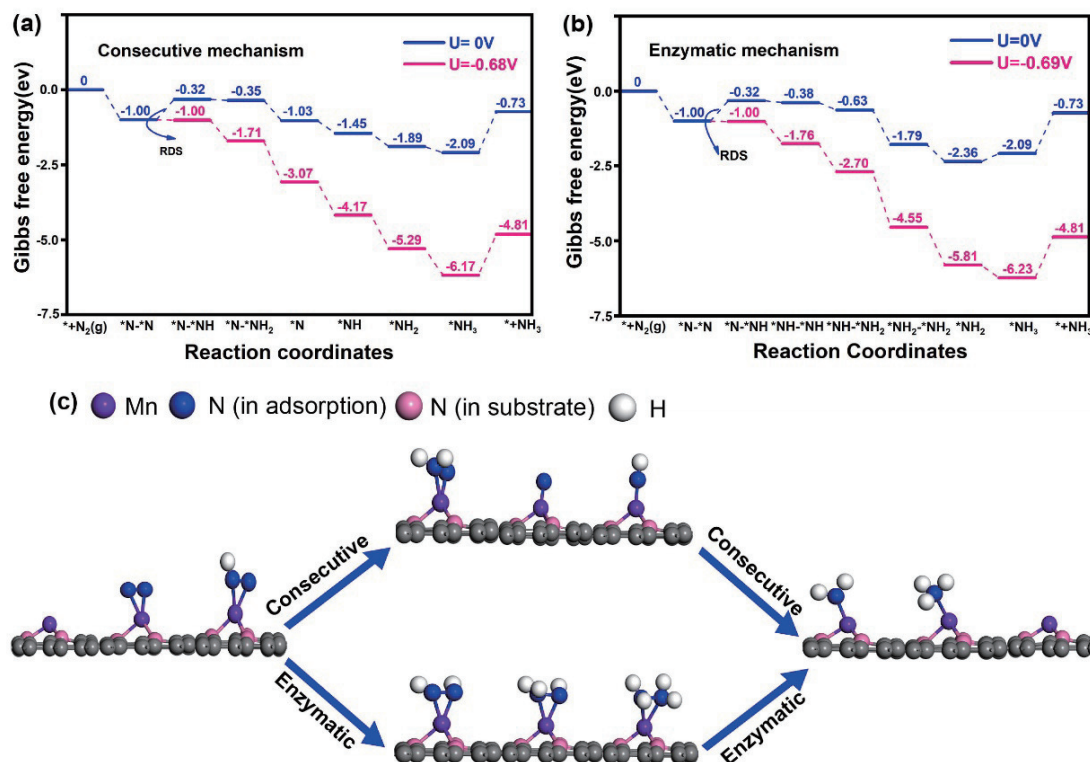 (a)
Consecutive mechanism
U= 0V
U=-0.68V
Gibbs free energy(ev)
0.0
-2.5
-5.0
-7.5
0
-1.00
-0.32
-0.35
-1.03
-1.45
-1.89
-2.09
-0.73
-1.00
-1.71
-3.07
-4.17
-5.29
-6.17
-4.81
RDS
*+N₂(g) *N-*N *N-*NH *N-*NH₂ *N *NH *NH₂ *NH₃ *+NH₃
Reaction coordinates
(b)
Enzymatic mechanism
U=0V
U=-0.69V
Gibbs free energy(eV)
0.0
-2.5
-5.0
-7.5
0
-1.00
-0.32
-0.38
-0.63
-1.79
-2.36
-2.09
-0.73
-1.00
-1.76
-2.70
-4.55
-5.81
-6.23
-4.81
RDS
*+N₂(g) *N-*N *N-*NH *NH-*NH *NH-*NH₂ *NH₂-*NH₂ *NH₂ *NH₃ *+NH₃
Reaction Coordinates
(c) Mn N (in adsorption) N (in substrate) H
Consecutive
Consecutive
Enzymatic
Enzymatic